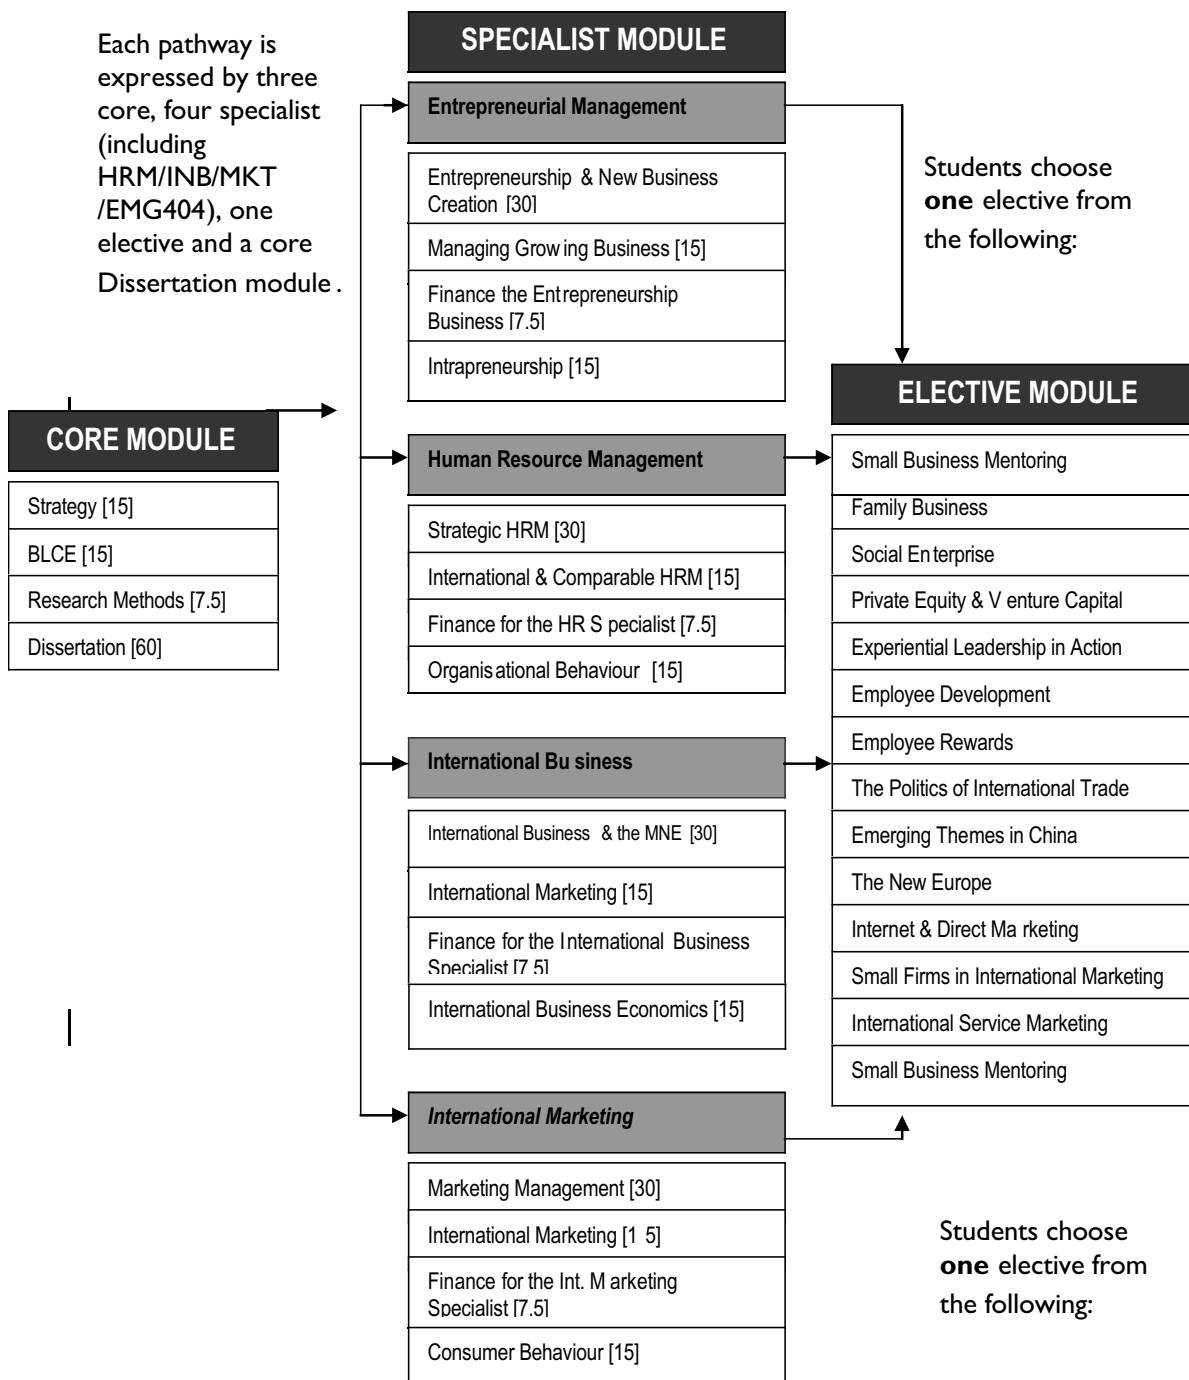 Each pathway is
expressed by three
core, four specialist
(including
HRM/INB/MKT
/EMG404), one
elective and a core
Dissertation module.
CORE MODULE
Strategy [15]
BLCE [15]
Research Methods [7.5]
Dissertation [60]
SPECIALIST MODULE
Entrepreneurial Management
Entrepreneurship & New Business
Creation [30]
Managing Growing Business [15]
Finance the Entrepreneurship
Business [7.5]
Intrapreneurship [15]
Human Resource Management
Strategic HRM [30]
International & Comparable HRM [15]
Finance for the HR Specialist [7.5]
Organisational Behaviour [15]
International Business
International Business & the MNE [30]
International Marketing [15]
Finance for the International Business
Specialist [7.5]
International Business Economics [15]
International Marketing
Marketing Management [30]
International Marketing [15]
Finance for the Int. Marketing
Specialist [7.5]
Consumer Behaviour [15]
Students choose
one elective from
the following:
ELECTIVE MODULE
Small Business Mentoring
Family Business
Social Enterprise
Private Equity & Venture Capital
Experiential Leadership in Action
Employee Development
Employee Rewards
The Politics of International Trade
Emerging Themes in China
The New Europe
Internet & Direct Marketing
Small Firms in International Marketing
International Service Marketing
Small Business Mentoring
Students choose
one elective from
the following: